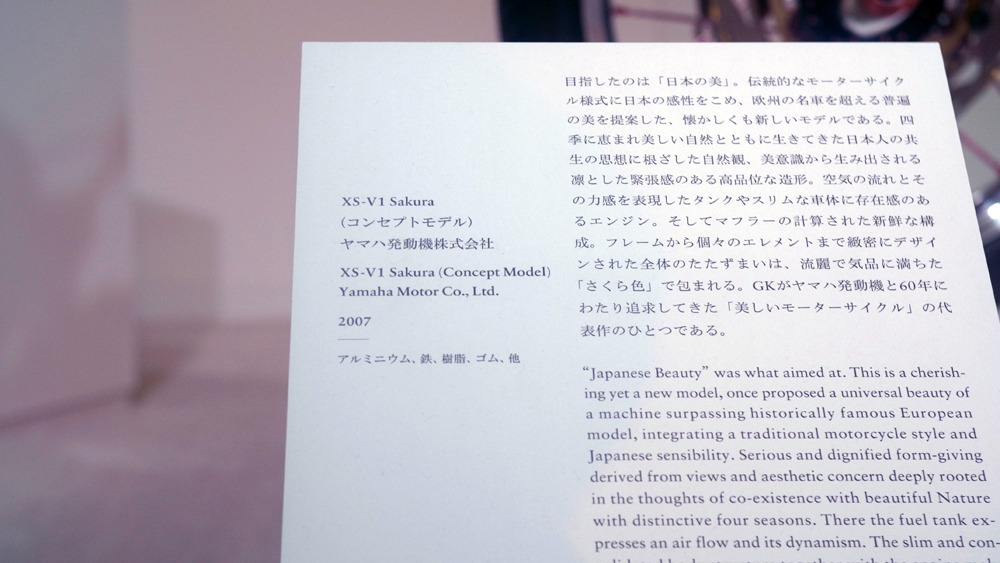 XS-V1 Sakura
(コンセプトモデル)
ヤマハ発動機株式会社
XS-V1 Sakura (Concept Model)
Yamaha Motor Co., Ltd.
2007
アルミニウム、鉄、樹脂、ゴム、他
目指したのは「日本の美」。伝統的なモーターサイク
ル様式に日本の感性をこめ、欧州の名車を超える普遍
の美を提案した、懐かしくも新しいモデルである。四
季に恵まれ美しい自然とともに生きてきた日本人の共
生の思想に根ざした自然観、美意識から生み出される
凛とした緊張感のある高品位な造形。空気の流れとそ
の力感を表現したタンクやスリムな車体に存在感のあ
るエンジン。そしてマフラーの計算された新鮮な構
成。フレームから個々のエレメントまで緻密にデザイ
ンされた全体のたたずまいは、流麗で気品に満ちた
「さくら色」で包まれる。GKがヤマハ発動機と60年に
わたり追求してきた「美しいモーターサイクル」の代
表作のひとつである。
“Japanese Beauty” was what aimed at. This is a cherish-
ing yet a new model, once proposed a universal beauty of
a machine surpassing historically famous European
model, integrating a traditional motorcycle style and
Japanese sensibility. Serious and dignified form-giving
derived from views and aesthetic concern deeply rooted
in the thoughts of co-existence with beautiful Nature
with distinctive four seasons. There the fuel tank ex-
presses an air flow and its dynamism. The slim and con-